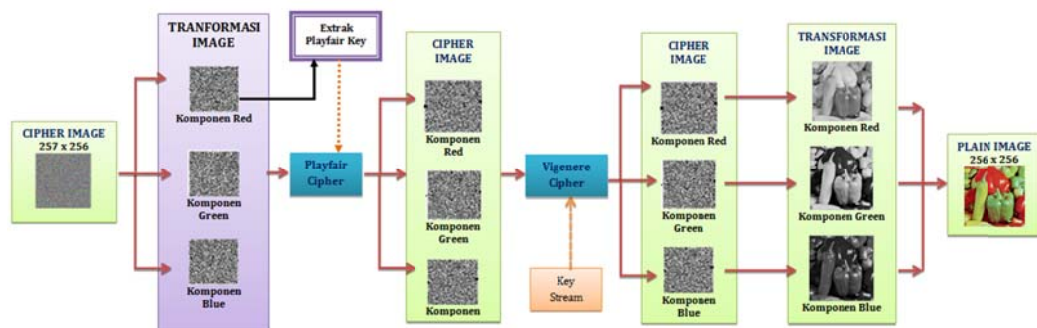 CIPHER IMAGE
257 x 256
TRANFORMASI
IMAGE
Komponen Red
Komponen
Green
Komponen
Blue
Extrak
Playfair Key
Playfair
Cipher
CIPHER
IMAGE
Komponen
Red
Komponen
Green
Komponen
Vigenere
Cipher
Key
Stream
CIPHER
IMAGE
Komponen
Red
Komponen
Green
Komponen
Blue
TRANSFORMASI
IMAGE
Komponen Red
Komponen Green
Komponen Blue
PLAIN IMAGE
256 x 256